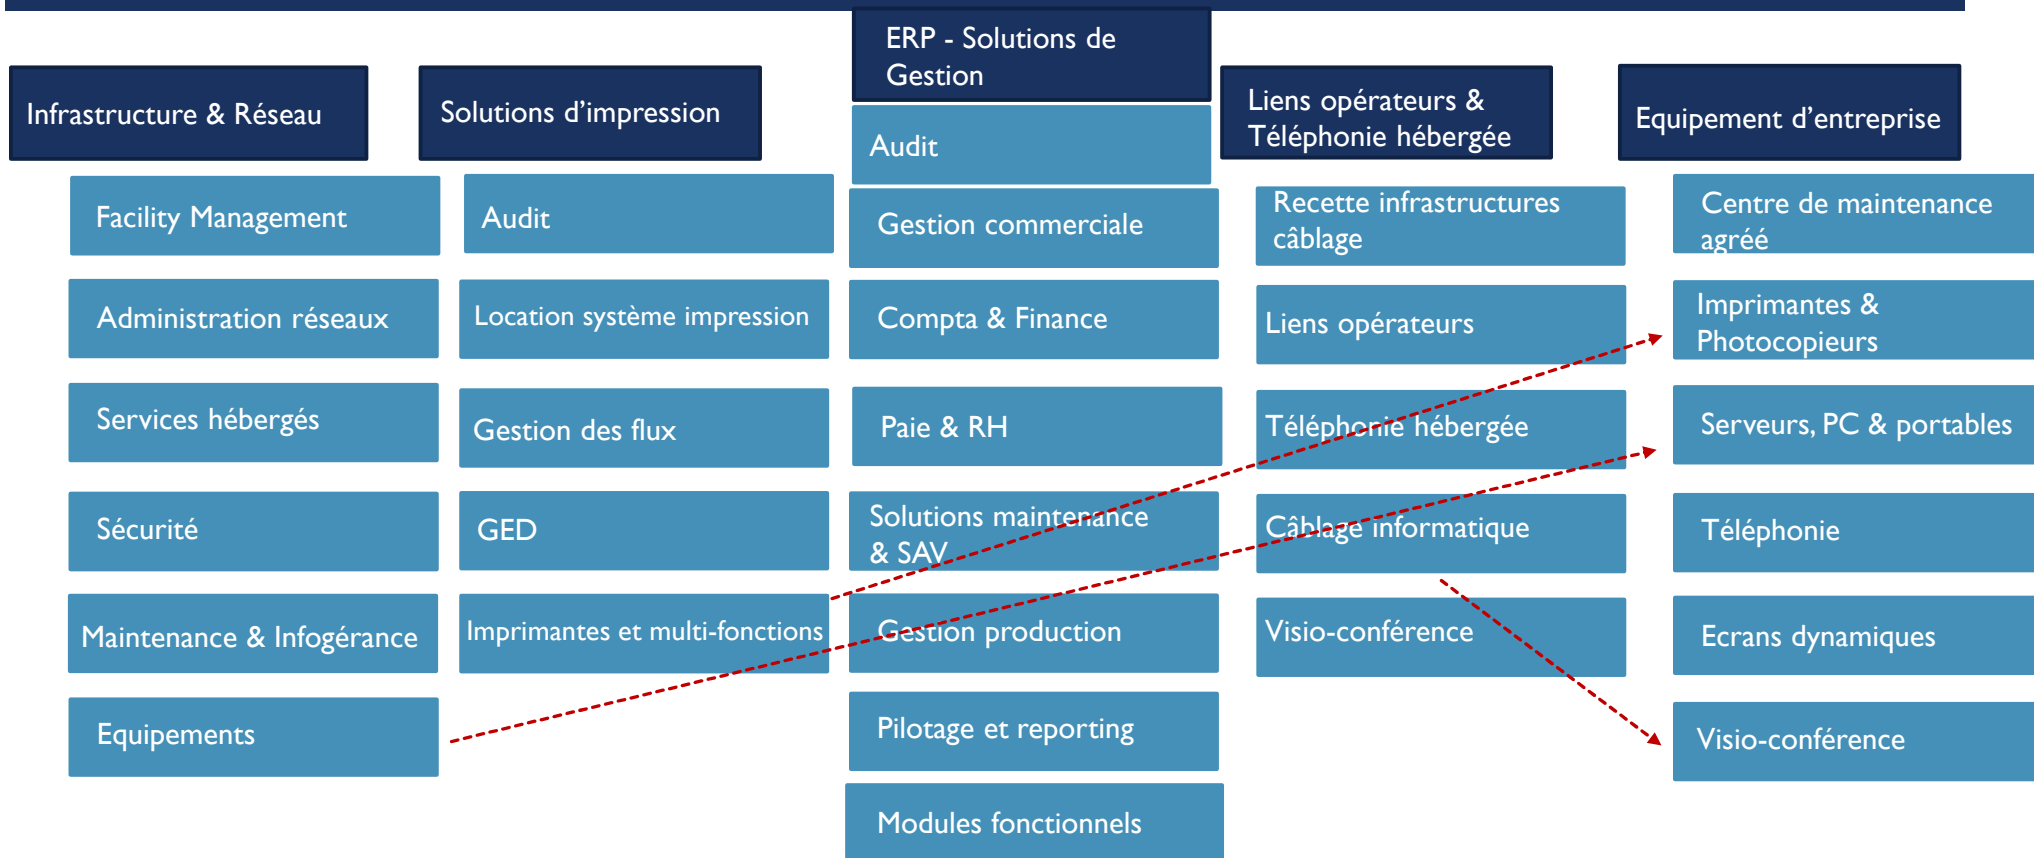 Infrastructure & Réseau
Facility Management
Administration réseaux
Services hébergés
Sécurité
Maintenance & Infogérance
Equipements
Solutions d’impression
Audit
Location système impression
Gestion des flux
GED
Imprimantes et multi-fonctions
ERP - Solutions de
Gestion
Audit
Gestion commerciale
Compta & Finance
Paie & RH
Solutions maintenance
& SAV
Gestion production
Pilotage et reporting
Modules fonctionnels
Liens opérateurs &
Téléphonie hébergée
Recette infrastructures
câblage
Liens opérateurs
Téléphonie hébergée
Câblage informatique
Visio-conférence
Equipement d’entreprise
Centre de maintenance
agréé
Imprimantes &
Photocopieurs
Serveurs, PC & portables
Téléphonie
Ecrans dynamiques
Visio-conférence